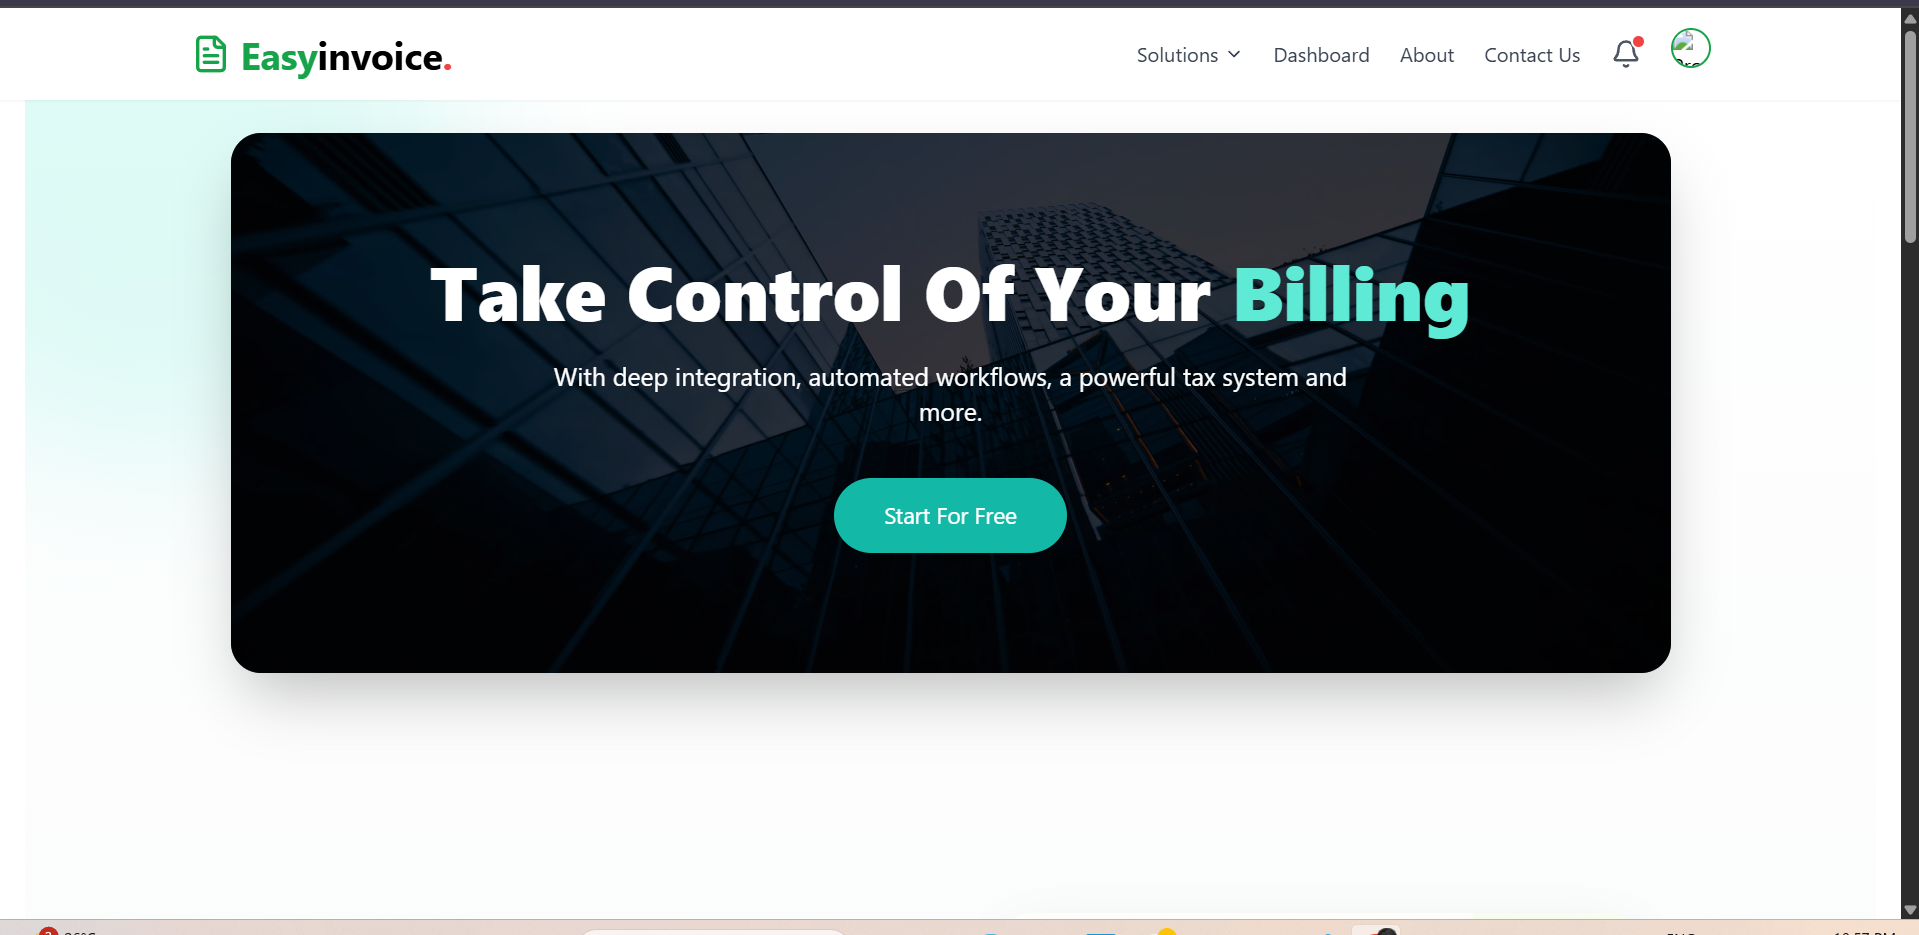 Easyinvoice.
Solutions
Dashboard
About
Contact Us
Take Control Of Your Billing
With deep integration, automated workflows, a powerful tax system and
more.
Start For Free